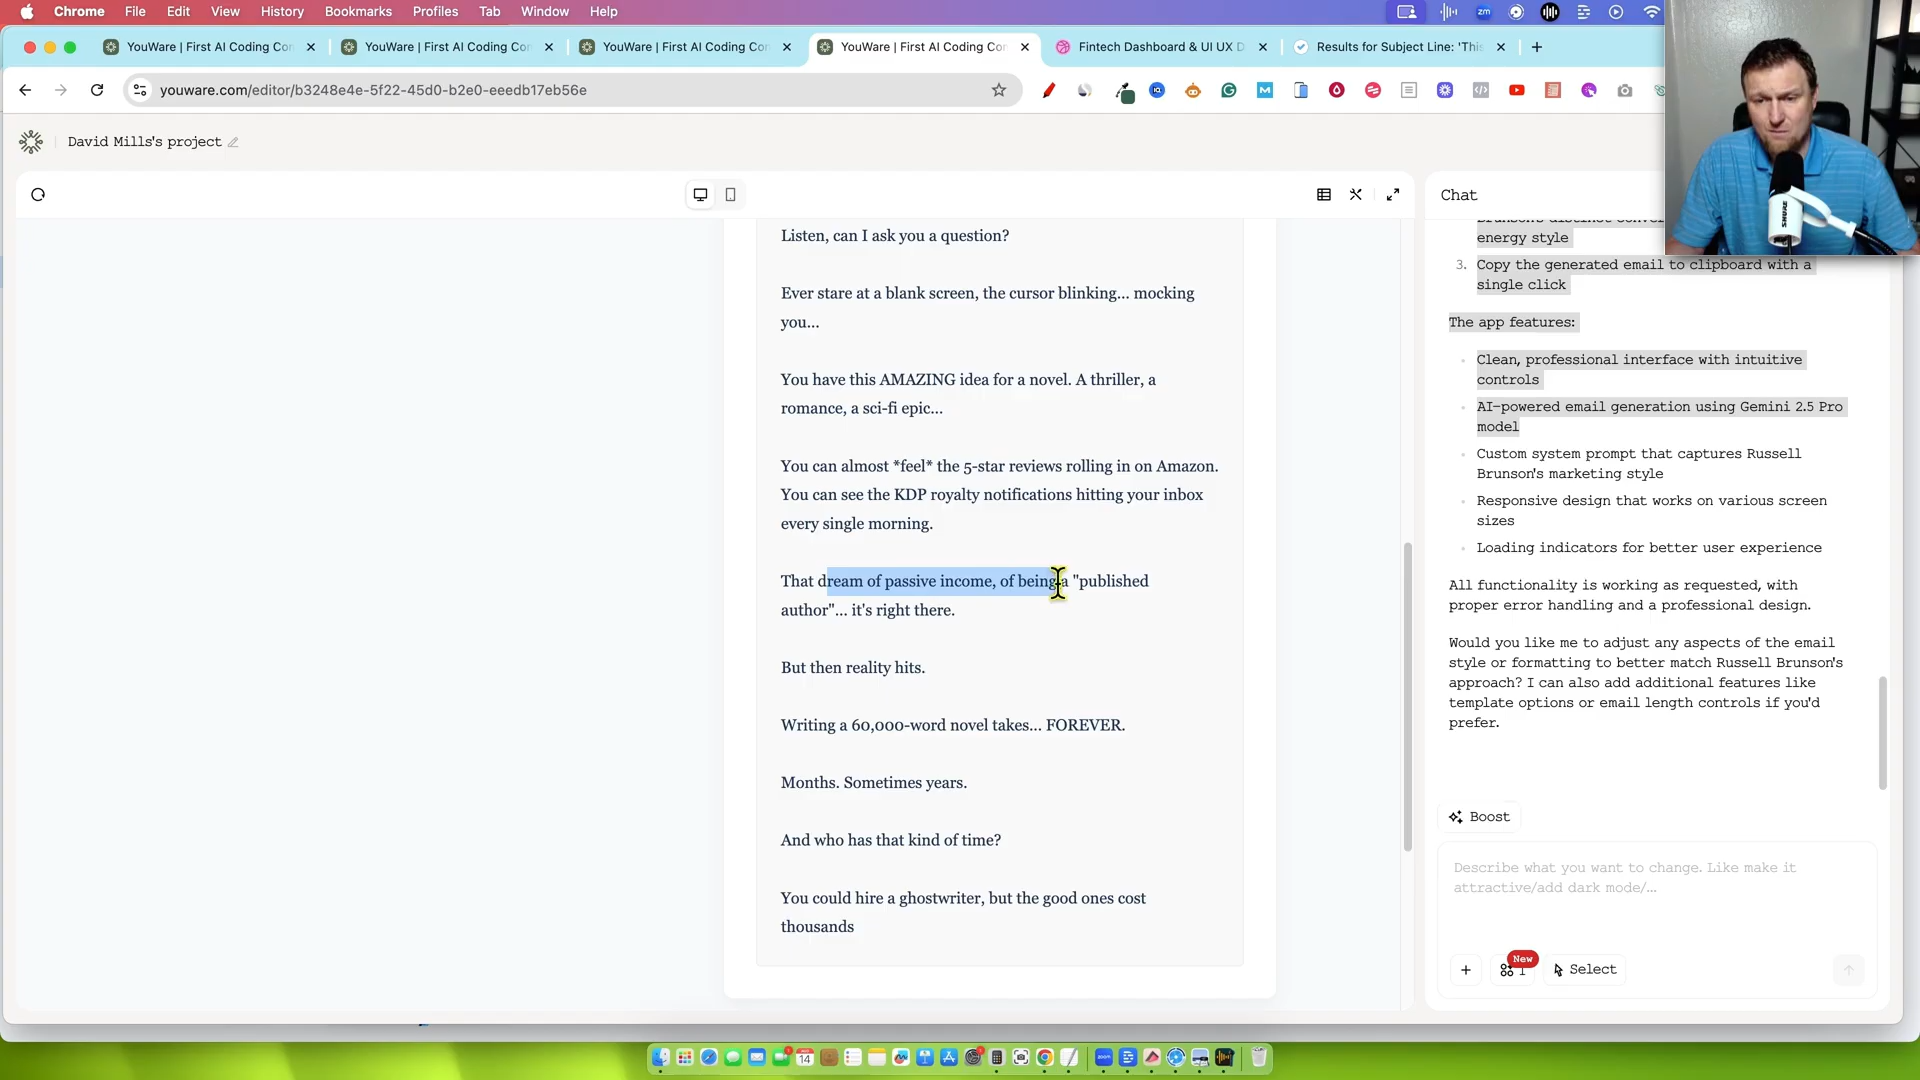 Chrome File Edit View History Bookmarks Profiles Tab Window Help
zm
YouWare | First AI Coding Con
YouWare | First AI Coding Con
YouWare | First AI Coding Con
YouWare | First AI Coding Con
Fintech Dashboard & UI UX D
Results for Subject Line: 'This
youware.com/editor/b3248e4e-5f22-45d0-b2e0-eeedb17eb56e
David Mills's project
Listen, can I ask you a question?
Ever stare at a blank screen, the cursor blinking... mocking
you...
You have this AMAZING idea for a novel. A thriller, a
romance, a sci-fi epic...
You can almost *feel* the 5-star reviews rolling in on Amazon.
You can see the KDP royalty notifications hitting your inbox
every single morning.
That dream of passive income, of being a "published
author"... it's right there.
But then reality hits.
Writing a 60,000-word novel takes... FOREVER.
Months. Sometimes years.
And who has that kind of time?
You could hire a ghostwriter, but the good ones cost
thousands
Chat
energy style
3. Copy the generated email to clipboard with a
single click
The app features:
Clean, professional interface with intuitive
controls
AI-powered email generation using Gemini 2.5 Pro
model
Custom system prompt that captures Russell
Brunson's marketing style
Responsive design that works on various screen
sizes
Loading indicators for better user experience
All functionality is working as requested, with
proper error handling and a professional design.
Would you like me to adjust any aspects of the email
style or formatting to better match Russell Brunson's
approach? I can also add additional features like
template options or email length controls if you'd
prefer.
Boost
Describe what you want to change. Like make it
attractive/add dark mode/...
New
1
Select
SHURE
14
zoom